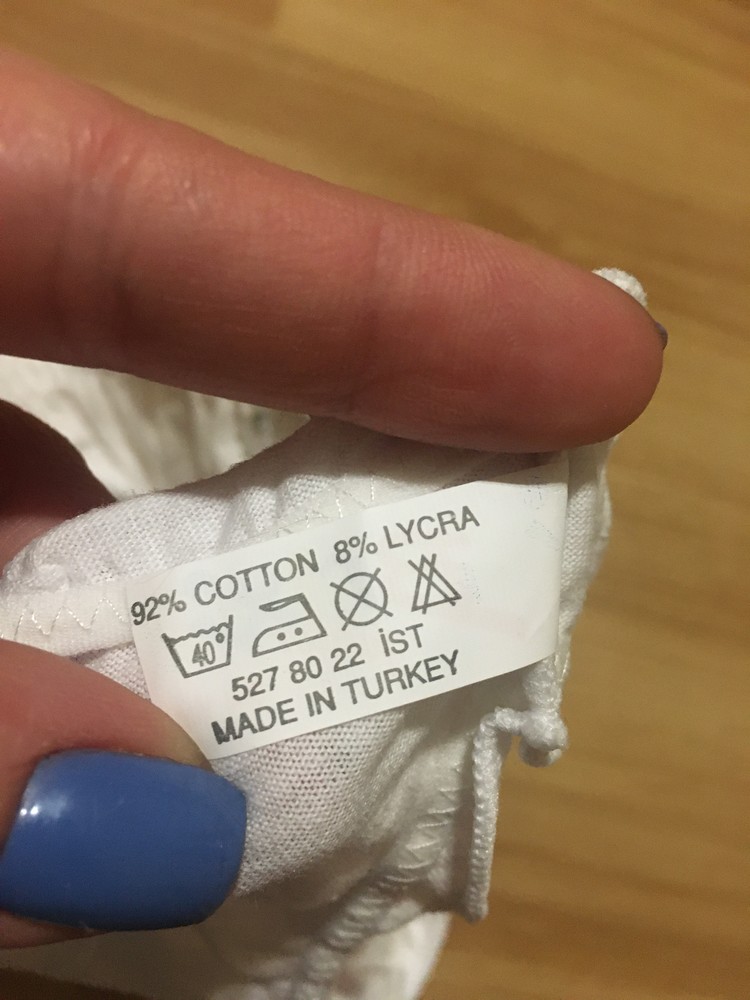 92% COTTON 8% LYCRA
40°
527 80 22 İST
MADE IN TURKEY